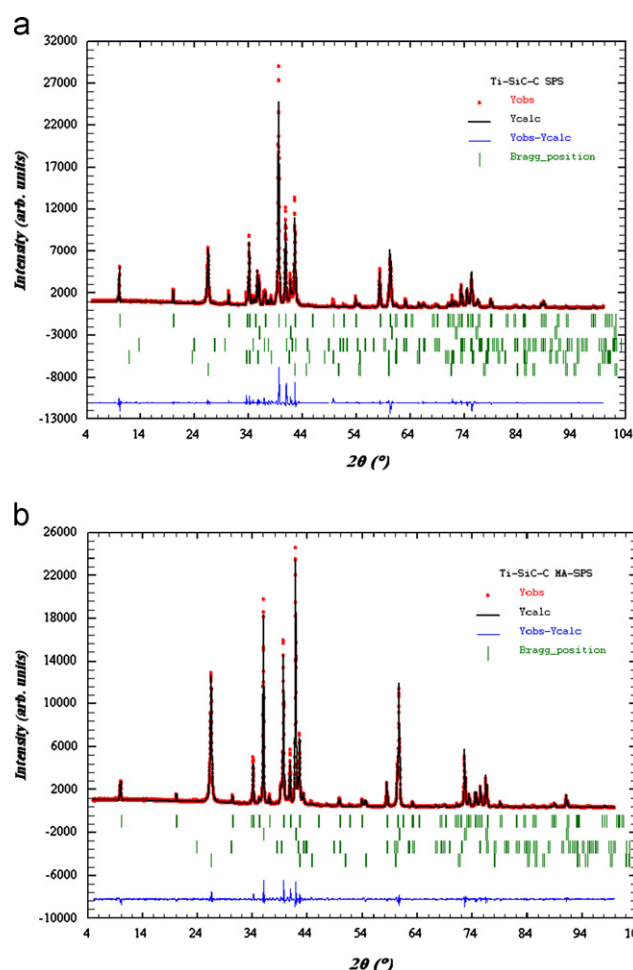 a
32000
27000
22000
17000
12000
7000
2000
-3000
-8000
-13000
Intensity (arb. units)
Ti-SiC-C SPS
Yobs
Ycalc
Yobs-Ycalc
Bragg_position
4 14 24 34 44 54 64 74 84 94 104
2θ (°)
b
26000
22000
18000
14000
10000
6000
2000
-2000
-6000
-10000
Intensity (arb. units)
Ti-SiC-C MA-SPS
Yobs
Ycalc
Yobs-Ycalc
Bragg_position
4 14 24 34 44 54 64 74 84 94
2θ (°)